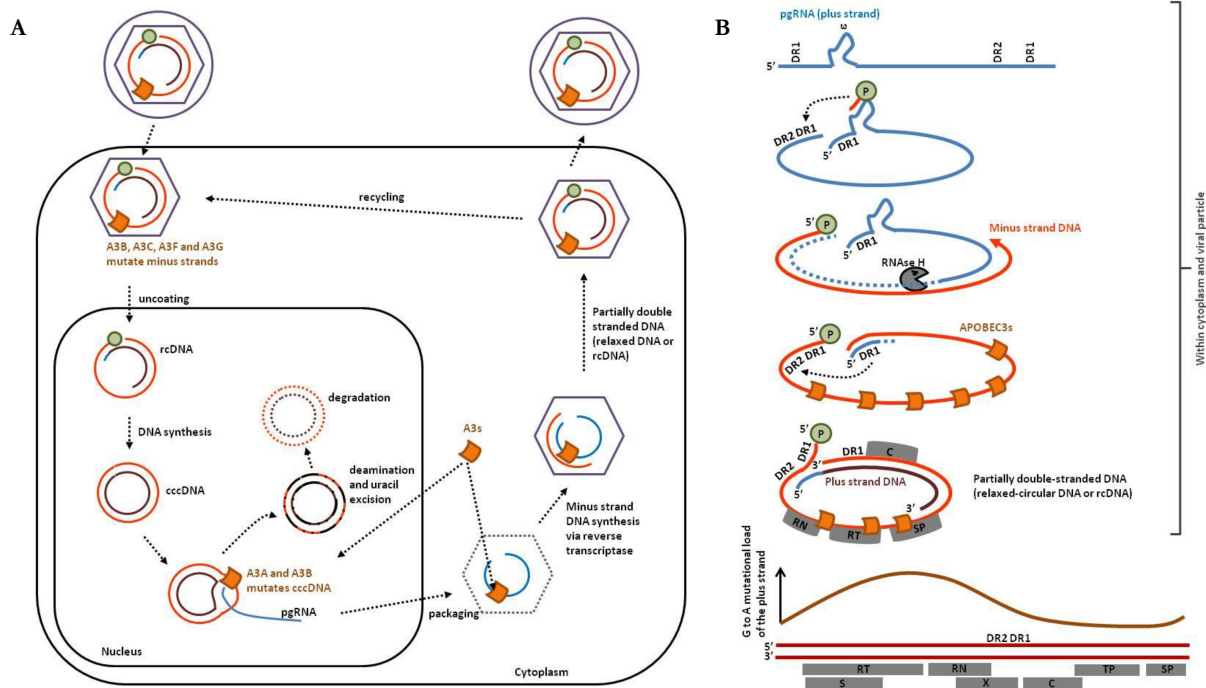 A
recycling
A3B, A3C, A3F and A3G
mutate minus strands
uncoating
rcDNA
DNA synthesis
cccDNA
degradation
deamination
and uracil
excision
A3s
A3A and A3B
mutates cccDNA
pgRNA
packaging
Nucleus
Cytoplasm
Partially double
stranded DNA
(relaxed DNA or
rcDNA)
Minus strand
DNA synthesis
via reverse
transcriptase
B
pgRNA (plus strand)
ε
DR1
DR2
DR1
5'
P
DR2 DR1
5'
DR1
5'
P
Minus strand DNA
DR1
5'
RNAse H
APOBEC3s
5'
P
DR2 DR1
5'
DR1
5'
P
DR2
DR1
3'
DR1
C
Plus strand DNA
5'
3'
RN
RT
SP
Partially double-stranded DNA
(relaxed-circular DNA or rcDNA)
Within cytoplasm and viral particle
G to A mutational load
of the plus strand
DR2 DR1
5'
3'
RT
RN
TP
SP
S
X
C